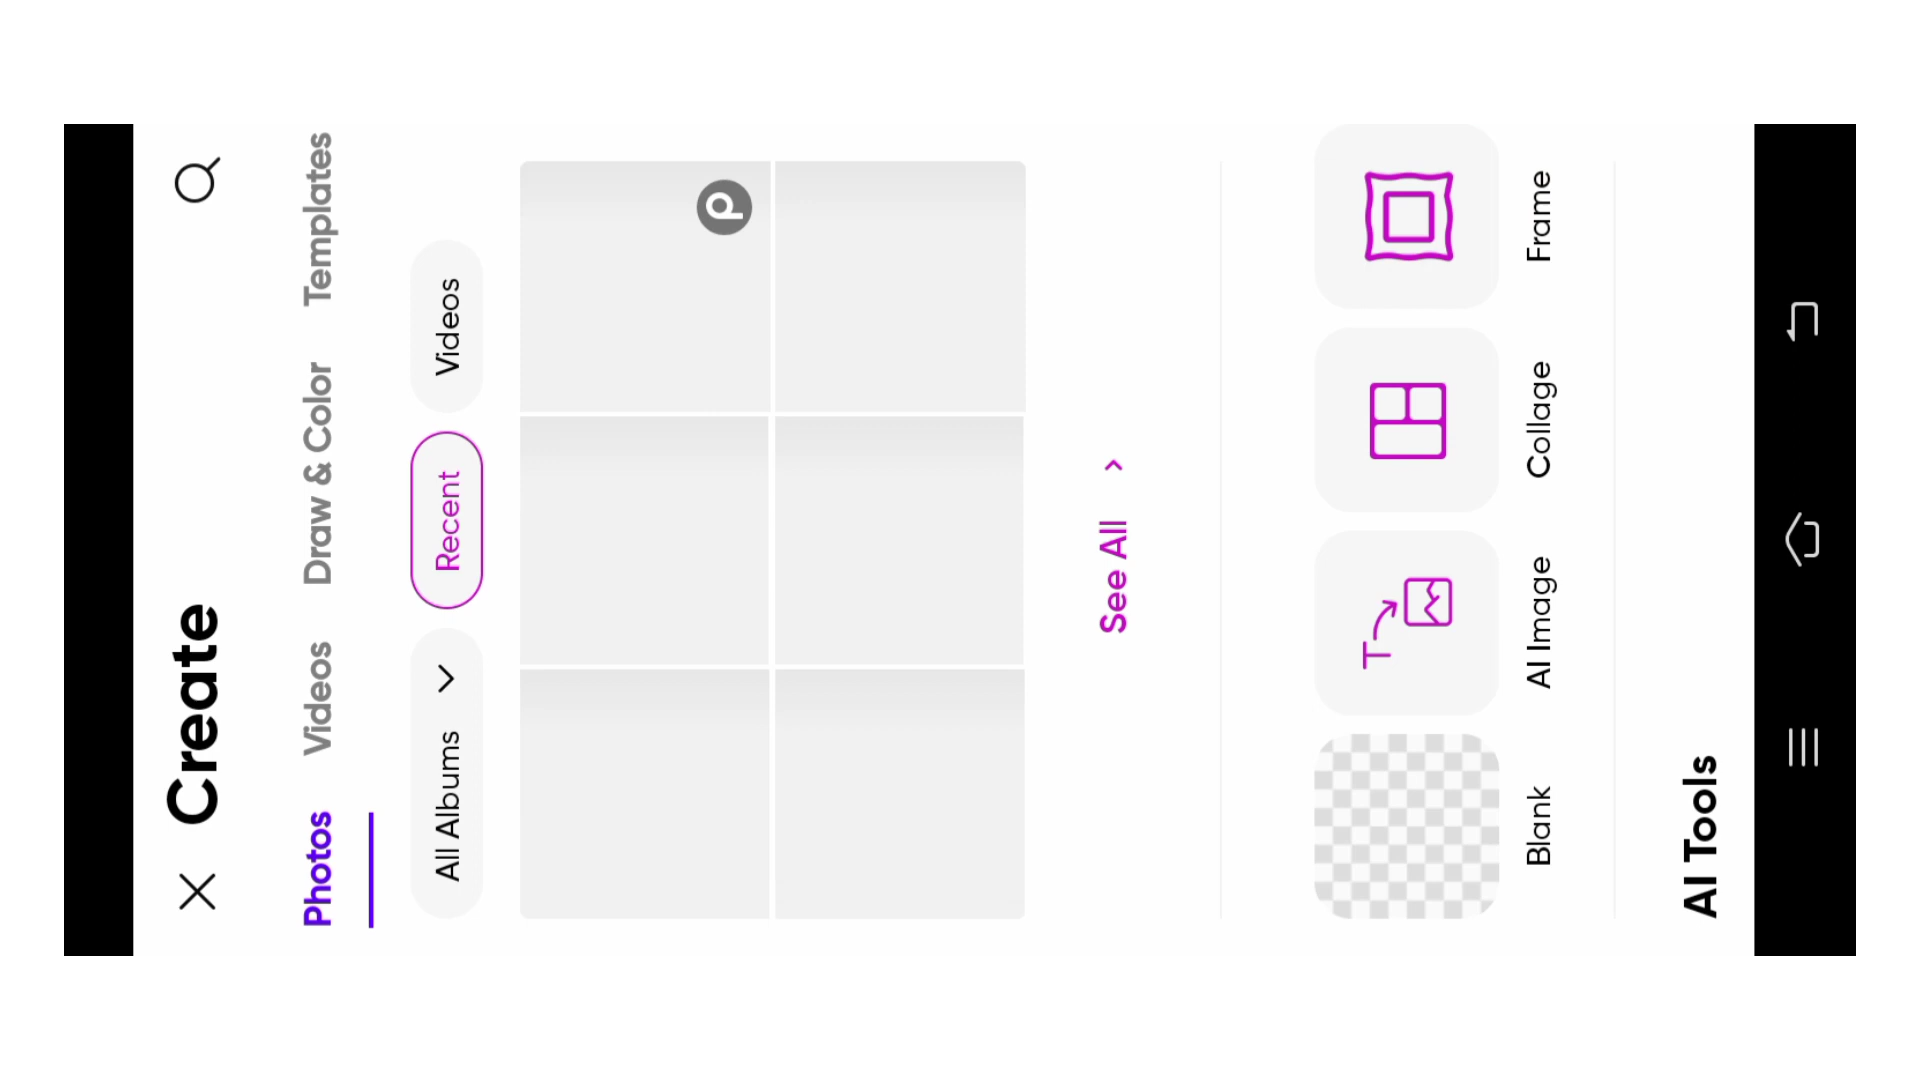 Create
Photos Videos Draw & Color Templates
All Albums Recent Videos
See All
Blank AI Image Collage Frame
AI Tools